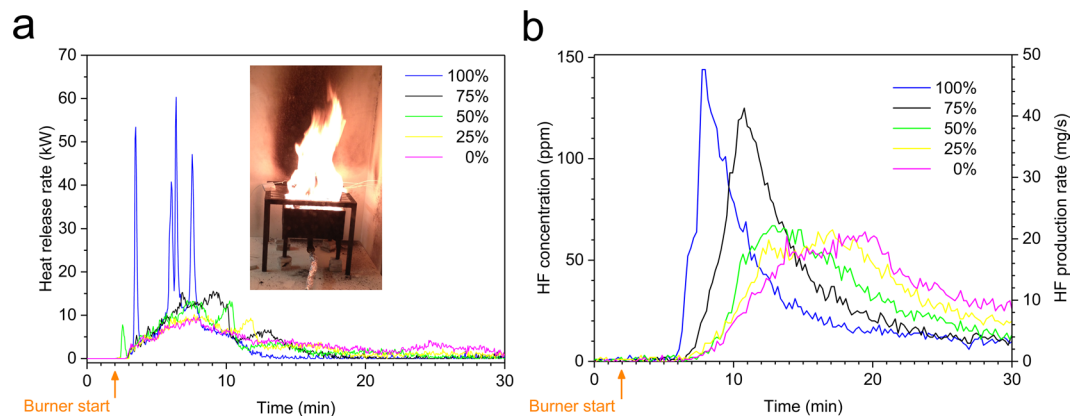 a
70
60
50
40
30
20
10
0
Heat release rate (kW)
100%
75%
50%
25%
0%
0 10 20 30
Burner start
Time (min)
b
150
100
50
0
HF concentration (ppm)
100%
75%
50%
25%
0%
50
40
30
20
10
0
HF production rate (mg/s)
0 10 20 30
Burner start
Time (min)